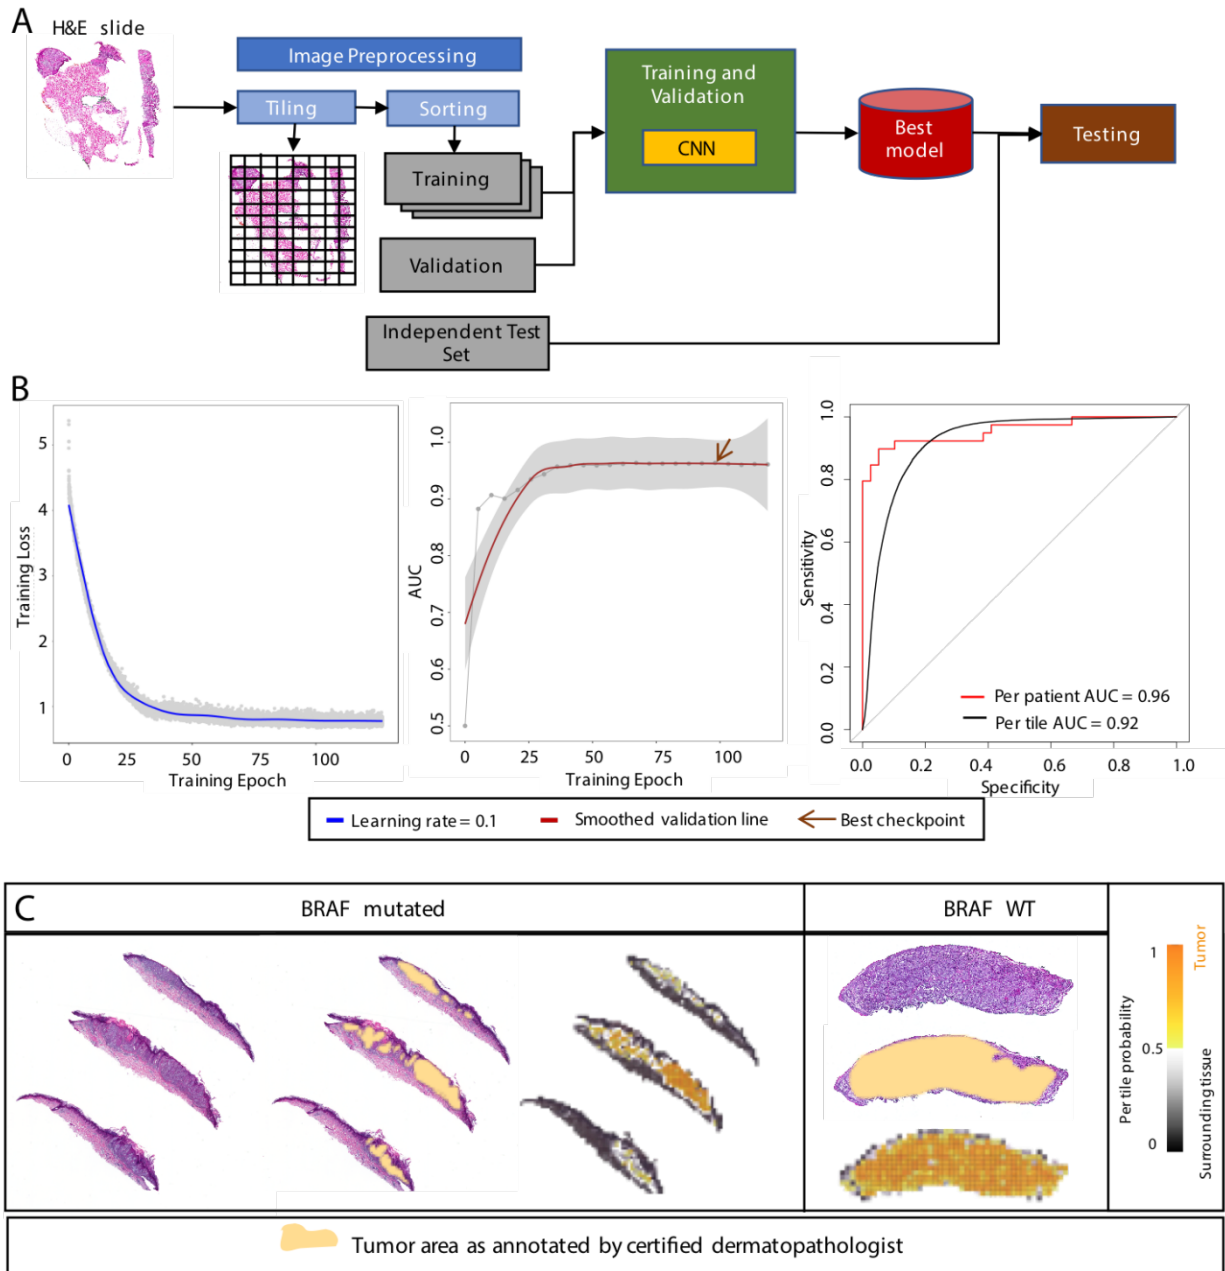 A
H&E slide
Image Preprocessing
Tiling
Sorting
Training
Validation
Independent Test
Set
Training and
Validation
CNN
Best
model
Testing
B
Training Loss
5
4
3
2
1
0
25
50
75
100
Training Epoch
AUC
1.0
0.9
0.8
0.7
0.6
0.5
0
25
50
75
100
Training Epoch
Sensitivity
1.0
0.8
0.6
0.4
0.2
0.0
Per patient AUC = 0.96
Per tile AUC = 0.92
0.0
0.2
0.4
0.6
0.8
1.0
Specificity
Learning rate = 0.1
Smoothed validation line
Best checkpoint
C
BRAF mutated
BRAF WT
Per tile probability
1
0.5
0
Tumor
Surrounding tissue
Tumor area as annotated by certified dermatopathologist